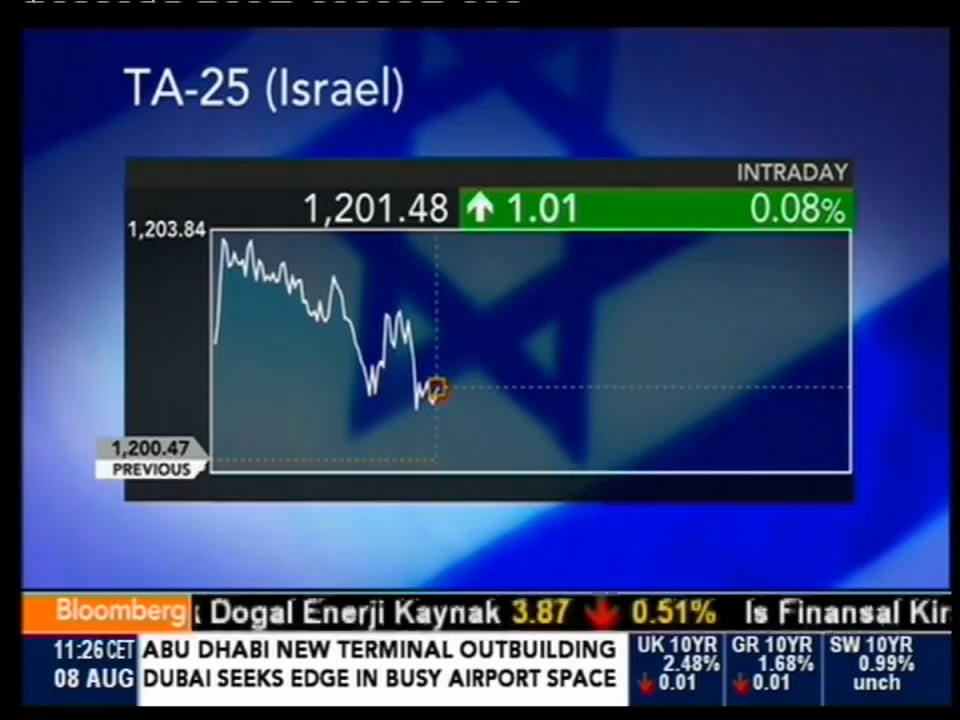 TA-25 (Israel)
INTRADAY
1,201.48 1.01 0.08%
1,203.84
1,200.47
PREVIOUS
Bloomberg Dogal Enerji Kaynak 3.87 0.51% Is Finansal
11:26 CET ABU DHABI NEW TERMINAL OUTBUILDING
08 AUG DUBAI SEEKS EDGE IN BUSY AIRPORT SPACE
UK 10YR GR 10YR SW 10YR
2.48% 1.68% 0.99%
0.01 0.01 unch